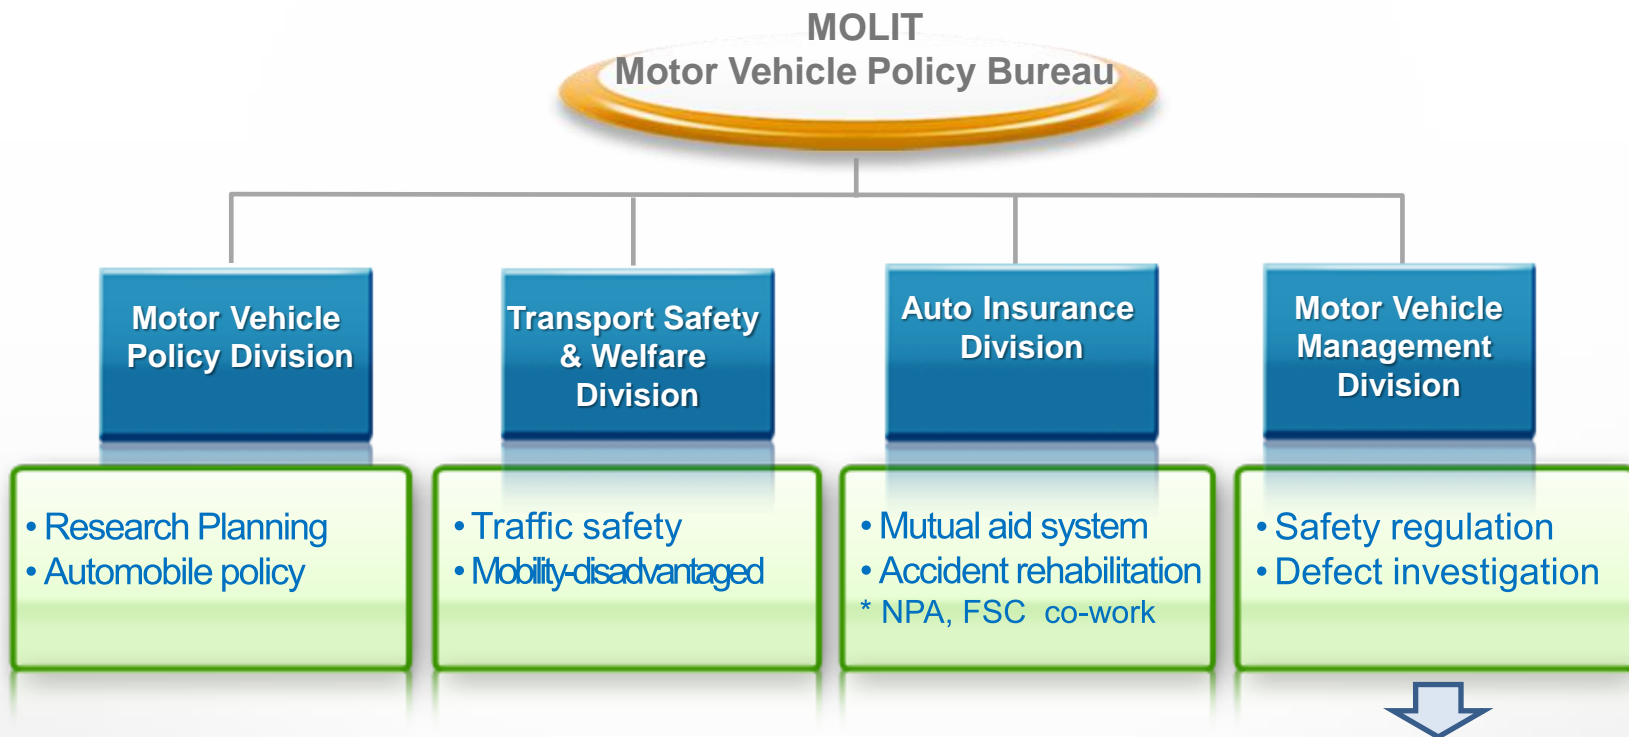 MOLIT
Motor Vehicle Policy Bureau
Motor Vehicle
Policy Division
Transport Safety
& Welfare
Division
Auto Insurance
Division
Motor Vehicle
Management
Division
• Research Planning
• Automobile policy
• Traffic safety
• Mobility-disadvantaged
• Mutual aid system
• Accident rehabilitation
* NPA, FSC co-work
• Safety regulation
• Defect investigation